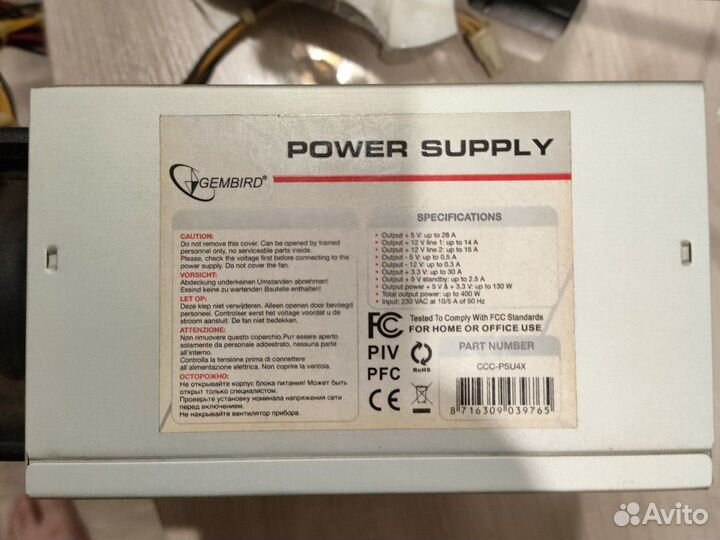 POWER SUPPLY
GEMBIRD®
CAUTION:
Do not remove this cover. Can be opened by trained
personnel only, no serviceable parts inside.
Please, check the voltage first before connecting to the
power supply. Do not cover the fan.
VORSICHT:
Abdeckung underkeinen Umstanden abnehme!
Essind keine zu wartenden Bauteile enthalten!
LET OP:
Deze klep niet verwijderen. Alleen openen door bevoegd
personeel. Controleer eerst het voltage voordat u de
stroom aansluit. De fan niet bedekken.
ATTENZIONE:
Non rimuovere questo coperchio.Puт essere aperto
solamente da personale addestrato, nessuna parte
all'interno.
Controlla la tensione prima di connettere
all'alimentazione elettrica. Non coprire la ventola.
ОСТОРОЖНО:
Не открывайте корпус блока питания! Может быть
открыт только специалистом.
Проверьте установку номинала напряжения сети
перед включением.
Не накрывайте вентилятор прибора.
SPECIFICATIONS
Output + 5 V: up to 28 A
Output + 12 V line 1: up to 14 A
Output + 12 V line 2: up to 15 A
Output - 5 V: up to 0.5 A
Output - 12 V: up to 0.3 A
Output + 3.3 V: up to 30 A
Output + 5 V standby: up to 2.5 A
Output power + 5 V & + 3.3 V: up to 130 W
Total output power: up to 400 W
Input: 230 VAC at 10/5 A of 50 Hz
FC Tested To Comply With FCC Standards
FOR HOME OR OFFICE USE
PIV
PFC
RoHS
CE
PART NUMBER
CCC-PSU4X
8 716309 039765
Avito